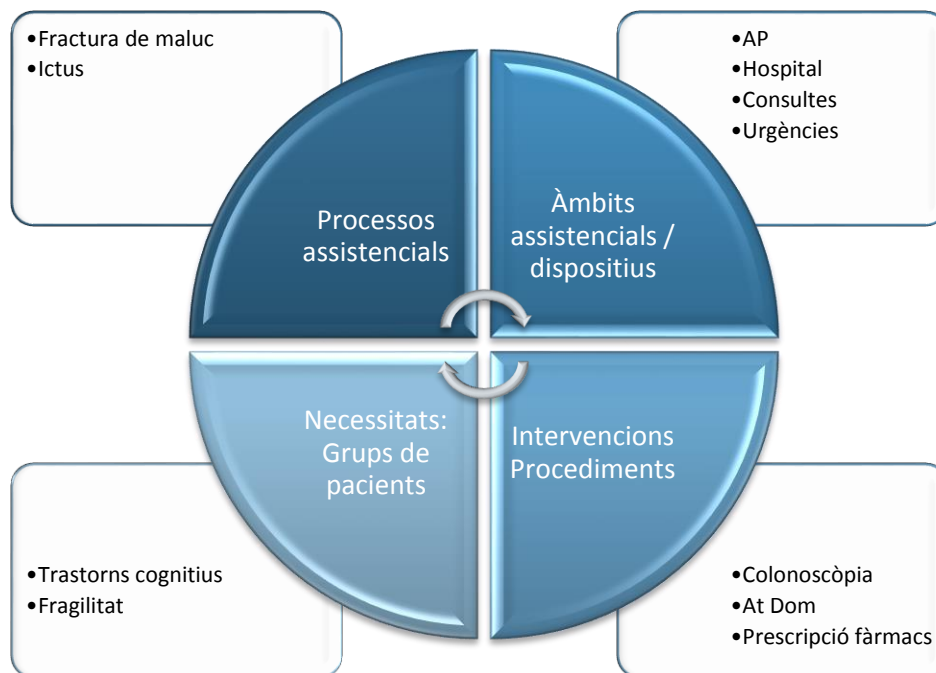 •Fractura de maluc
•Ictus
•AP
•Hospital
•Consultes
•Urgències
Processos
assistencials
Àmbits
assistencials /
dispositius
Necessitats:
Grups de
pacients
Intervencions
Procediments
•Trastorns cognitius
•Fragilitat
•Colonoscòpia
•At Dom
•Prescripció fàrmacs